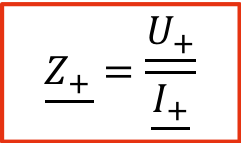 Z₊ = U₊ / I₊